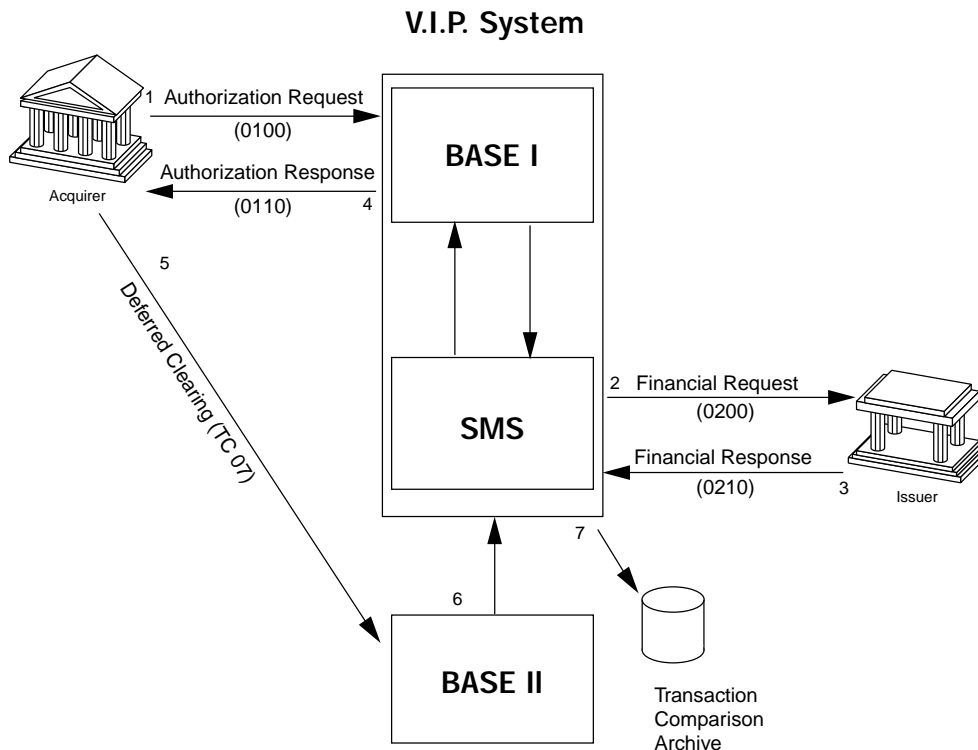 V.I.P. System
1 Authorization Request
(0100)
BASE I
Authorization Response
(0110)
4
Acquirer
5
Deferred Clearing (TC 07)
SMS
2 Financial Request
(0200)
Financial Response
(0210)
3
Issuer
7
6
BASE II
Transaction
Comparison
Archive